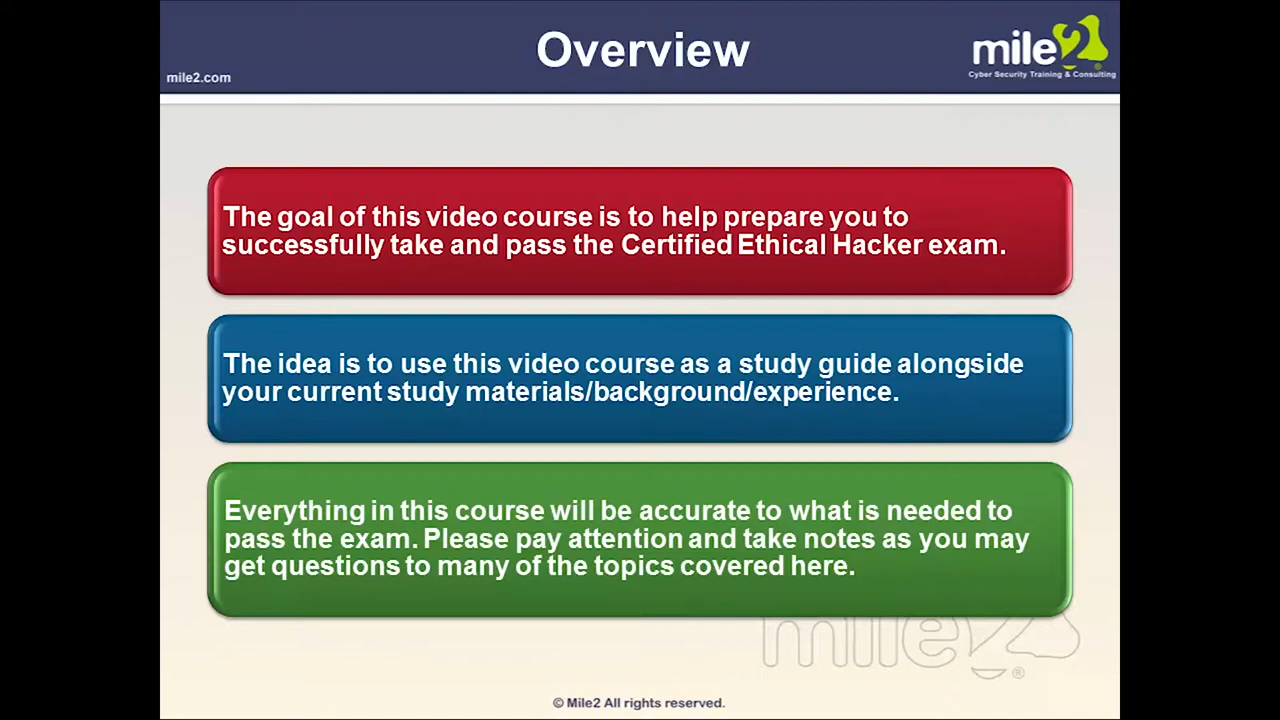 Overview
mile2
mile2.com
Cyber Security Training & Consulting
The goal of this video course is to help prepare you to
successfully take and pass the Certified Ethical Hacker exam.
The idea is to use this video course as a study guide alongside
your current study materials/background/experience.
Everything in this course will be accurate to what is needed to
pass the exam. Please pay attention and take notes as you may
get questions to many of the topics covered here.
mile2®
© Mile2 All rights reserved.